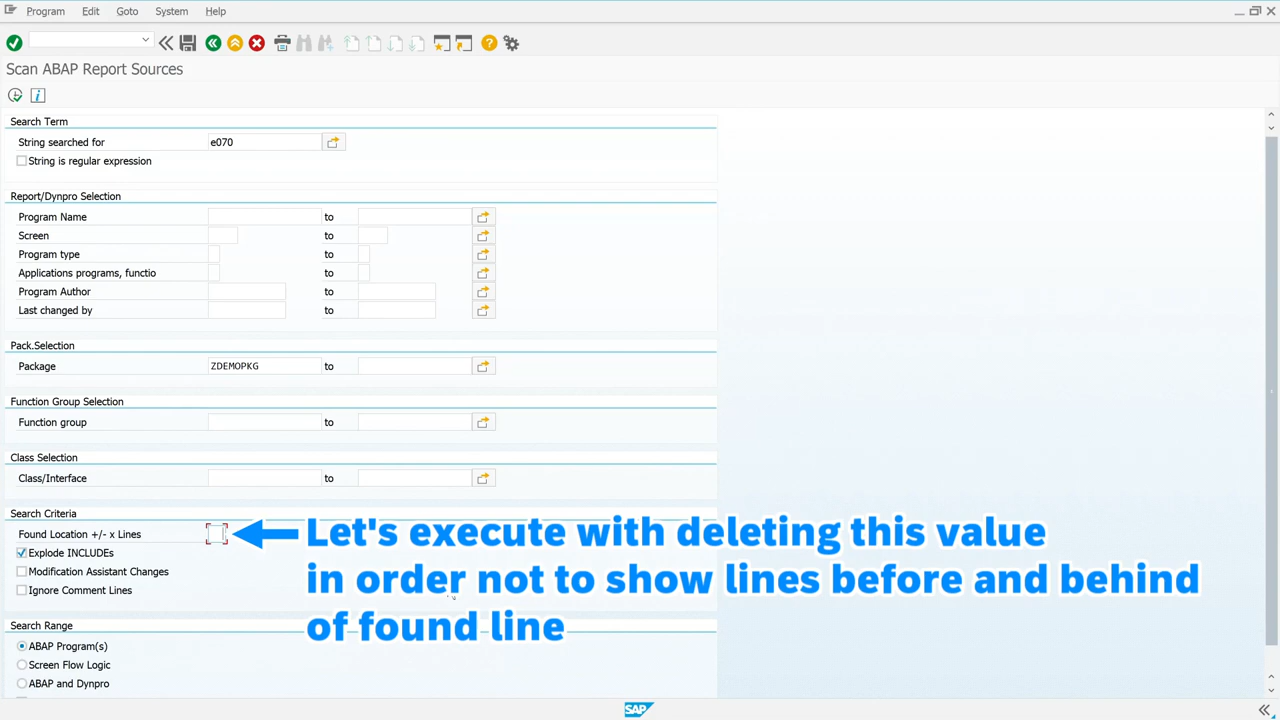 Program Edit Goto System Help
Scan ABAP Report Sources
Search Term
String searched for e070
String is regular expression
Report/Dynpro Selection
Program Name to
Screen to
Program type to
Applications programs, functio to
Program Author to
Last changed by to
Pack.Selection
Package ZDEMOPKG to
Function Group Selection
Function group to
Class Selection
Class/Interface to
Search Criteria
Found Location +/- x Lines
Explode INCLUDEs
Modification Assistant Changes
Ignore Comment Lines
Let's execute with deleting this value
in order not to show lines before and behind
of found line
Search Range
ABAP Program(s)
Screen Flow Logic
ABAP and Dynpro
SAP